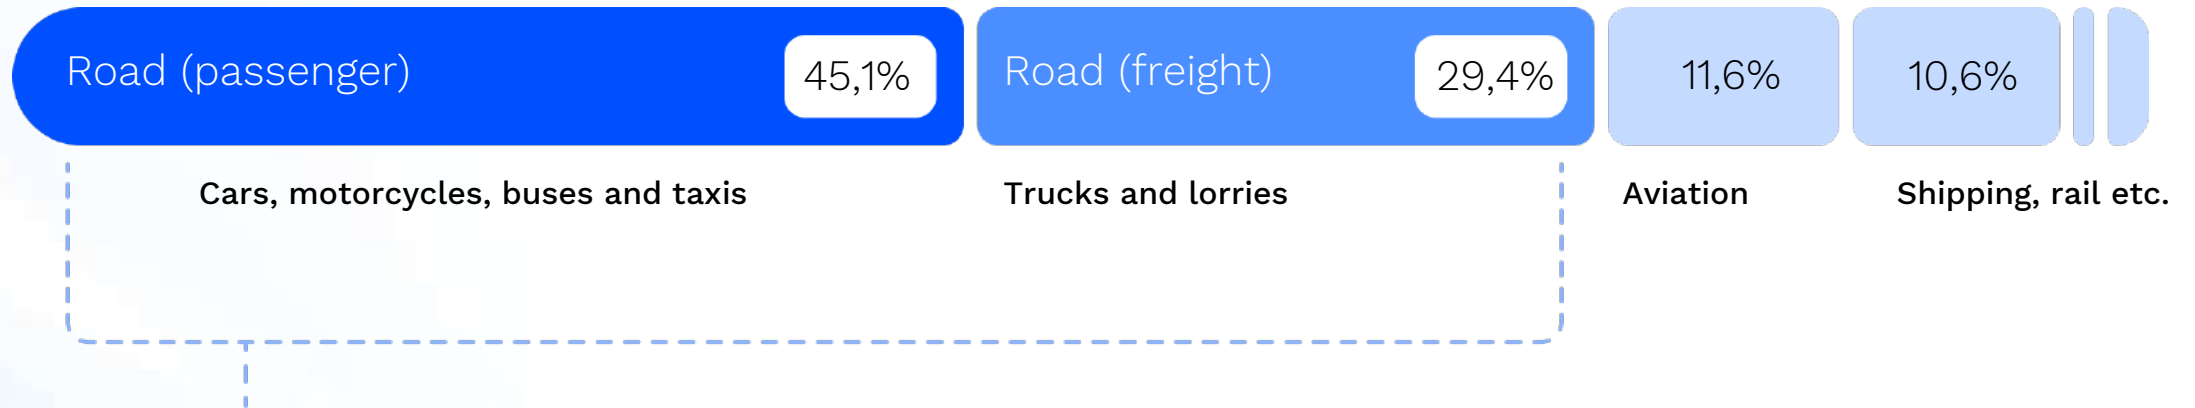 Road (passenger)
45,1%
Road (freight)
29,4%
11,6%
10,6%
Cars, motorcycles, buses and taxis
Trucks and lorries
Aviation
Shipping, rail etc.